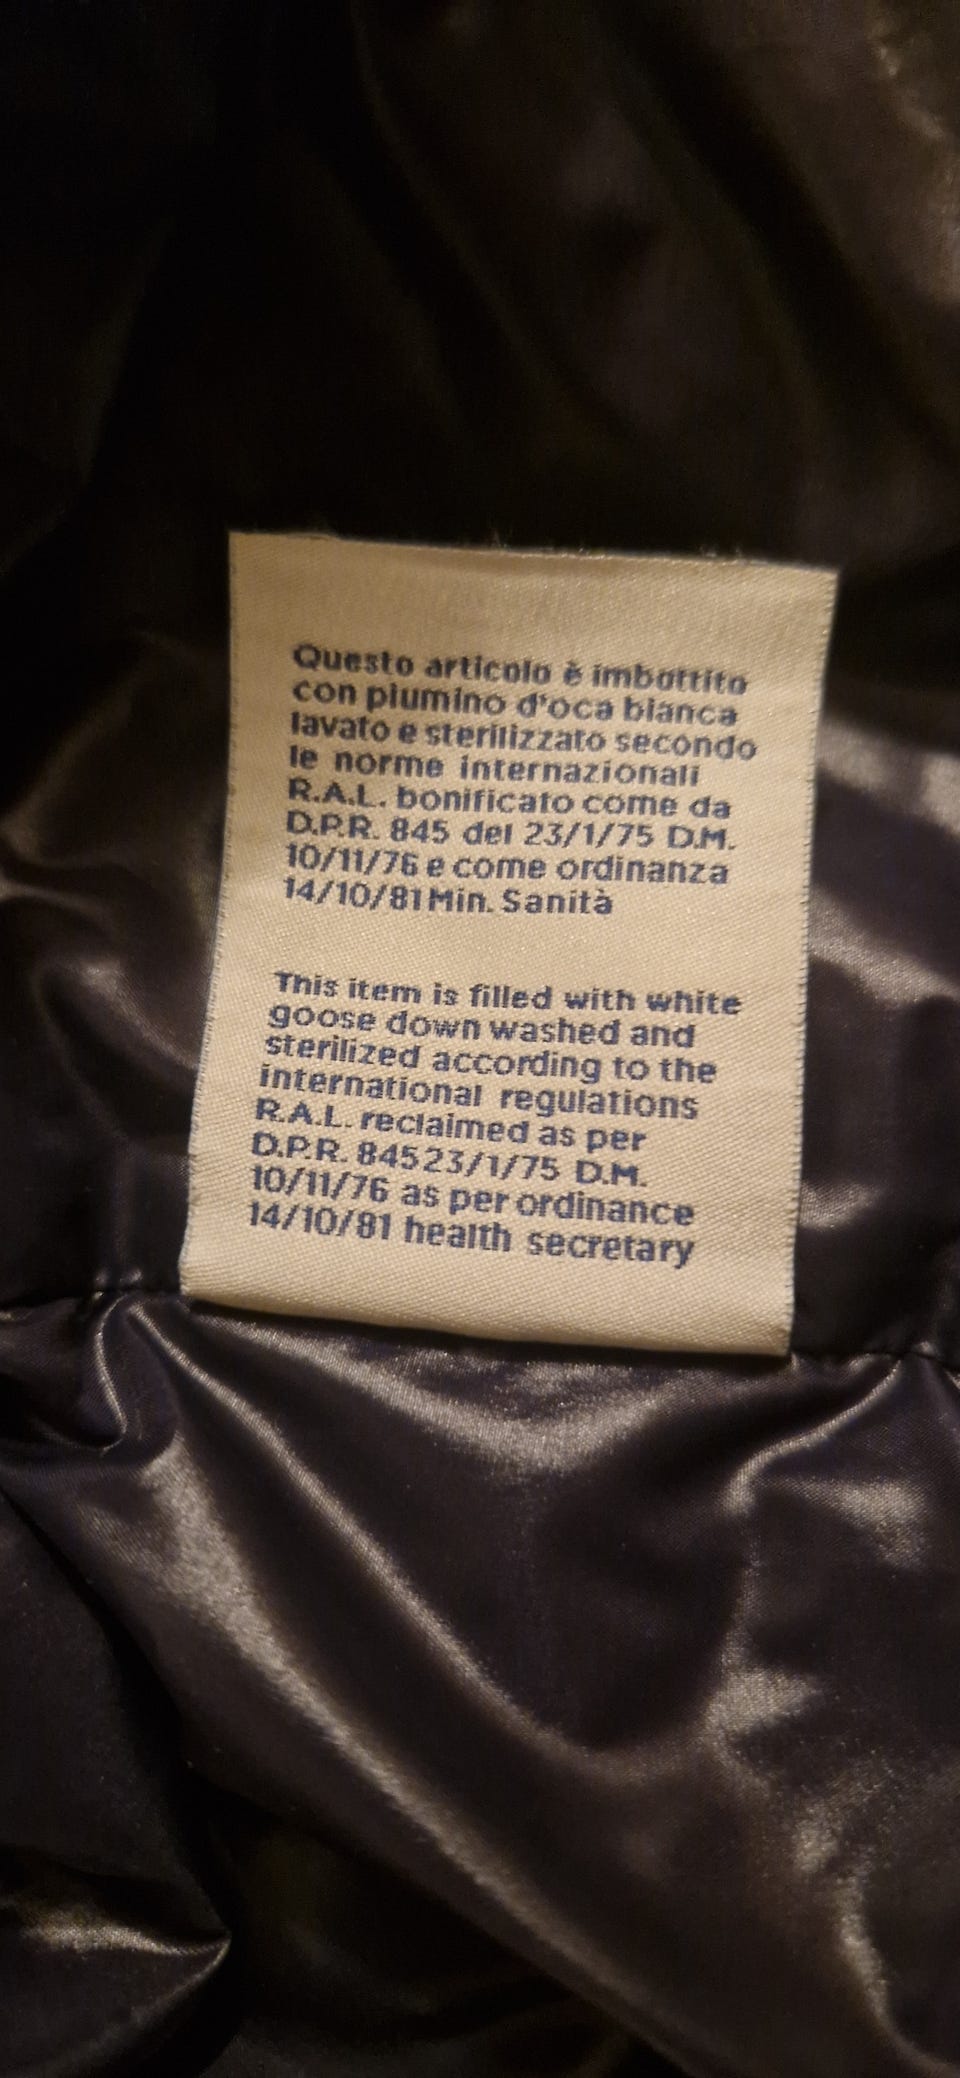 Questo articolo è imbottito
con piumino d'oca bianca
lavato e sterilizzato secondo
le norme internazionali
R.A.L. bonificato come da
D.P.R. 845 del 23/1/75 D.M.
10/11/76 e come ordinanza
14/10/81 Min. Sanità
This item is filled with white
goose down washed and
sterilized according to the
international regulations
R.A.L. reclaimed as per
D.P.R. 845 23/1/75 D.M.
10/11/76 as per ordinance
14/10/81 health secretary